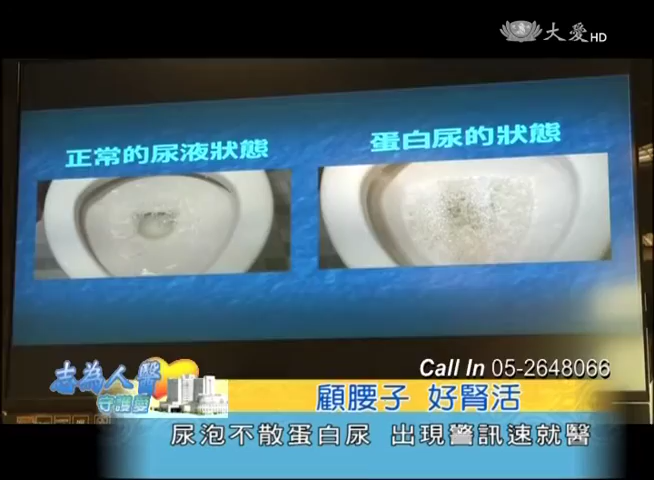 大愛HD
正常的尿液狀態
蛋白尿的狀態
志為人醫
守護愛
Call In 05-2648066
顧腰子 好腎活
尿泡不散蛋白尿 出現警訊速就醫